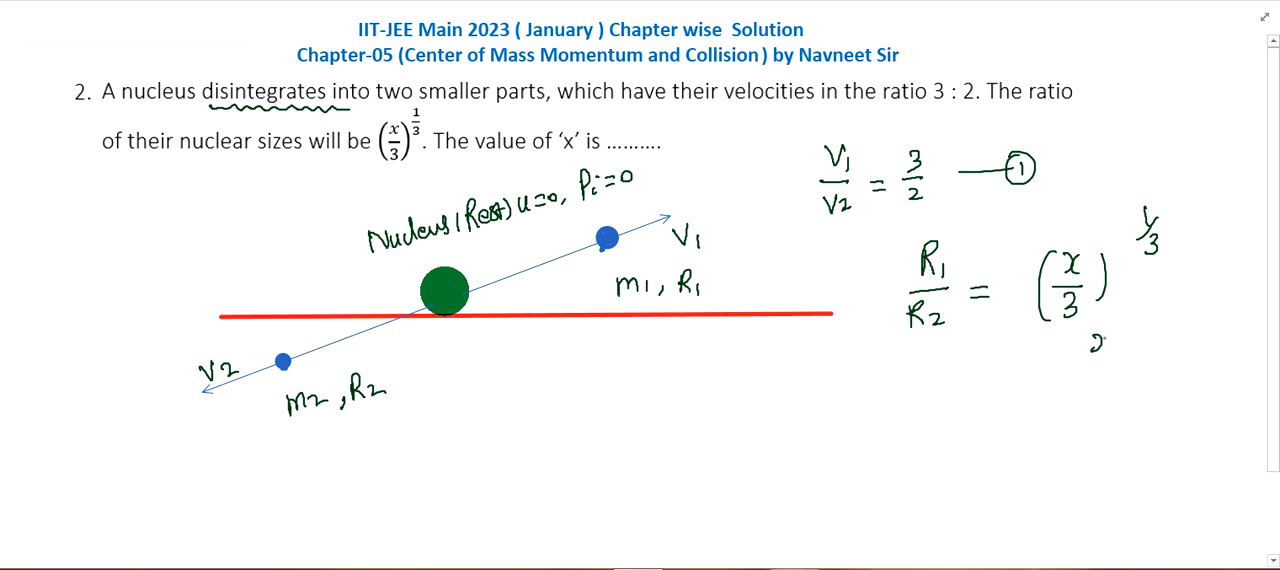 IIT-JEE Main 2023 ( January ) Chapter wise Solution
Chapter-05 (Center of Mass Momentum and Collision) by Navneet Sir
2. A nucleus disintegrates into two smaller parts, which have their velocities in the ratio 3 : 2. The ratio
of their nuclear sizes will be (x/3)^(1/3). The value of ‘x’ is ..........
V1/V2 = 3/2 — 1
Nucleus (Rest) u=0, Pi=0
V1
m1, R1
R1/R2 = (x/3)^1/3
V2
m2, R2